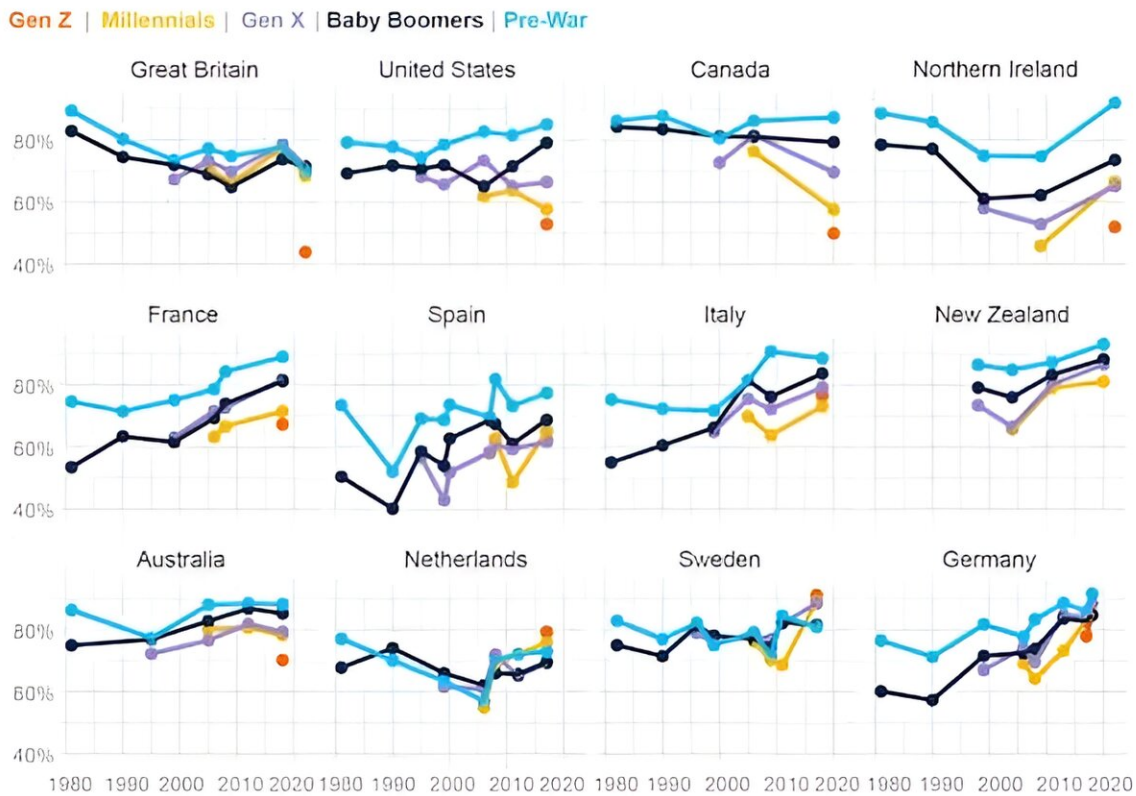 Gen Z | Millennials | Gen X | Baby Boomers | Pre-War
Great Britain United States Canada Northern Ireland
80%
60%
40%
France Spain Italy New Zealand
80%
60%
40%
Australia Netherlands Sweden Germany
80%
60%
40%
1980 1990 2000 2010 2020 1980 1990 2000 2010 2020 1980 1990 2000 2010 2020 1980 1990 2000 2010 2020